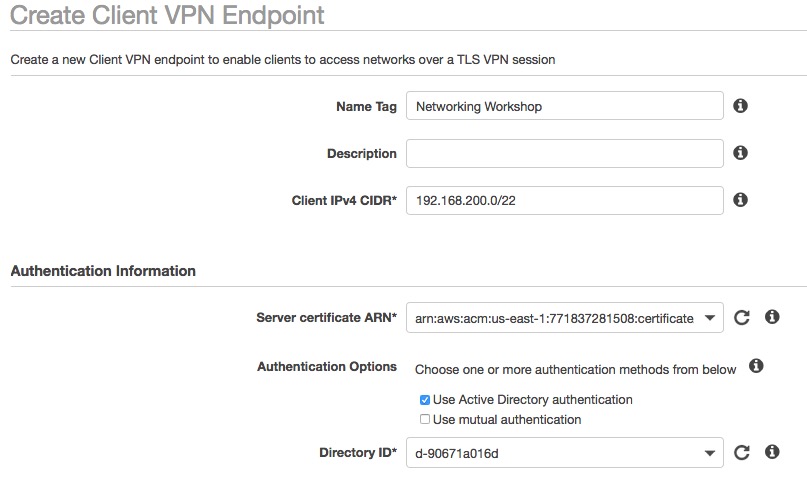 Create Client VPN Endpoint
Create a new Client VPN endpoint to enable clients to access networks over a TLS VPN session
Name Tag Networking Workshop
Description
Client IPv4 CIDR* 192.168.200.0/22
Authentication Information
Server certificate ARN* arn:aws:acm:us-east-1:771837281508:certificate
Authentication Options Choose one or more authentication methods from below
Use Active Directory authentication
Use mutual authentication
Directory ID* d-90671a016d